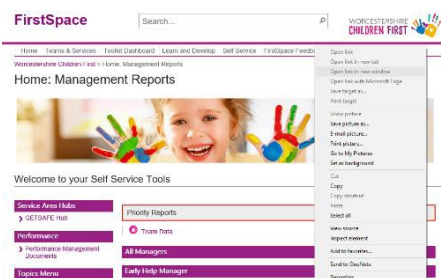 FirstSpace
Search...
WORCESTERSHIRE
CHILDREN FIRST
Home Teams & Services Toolkit Dashboard Learn and Develop Self Service FirstSpace Feedb
Worcestershire Children First > Home: Management Reports
Home: Management Reports
Open link
Open link in new tab
Open link in new window
Open link with Microsoft Edge
Save target as...
Print target
Show picture
Save picture as...
E-mail picture...
Print picture...
Go to My Pictures
Set as background
Cut
Copy
Copy shortcut
Paste
Select all
View source
Inspect element
Add to favorites...
Send to OneNote
Properties
Welcome to your Self Service Tools
Service Area Hubs
GETSAFE Hub
Performance
Performance Management
Documents
Topics Menu
Priority Reports
Team Data
All Managers
Early Help Manager